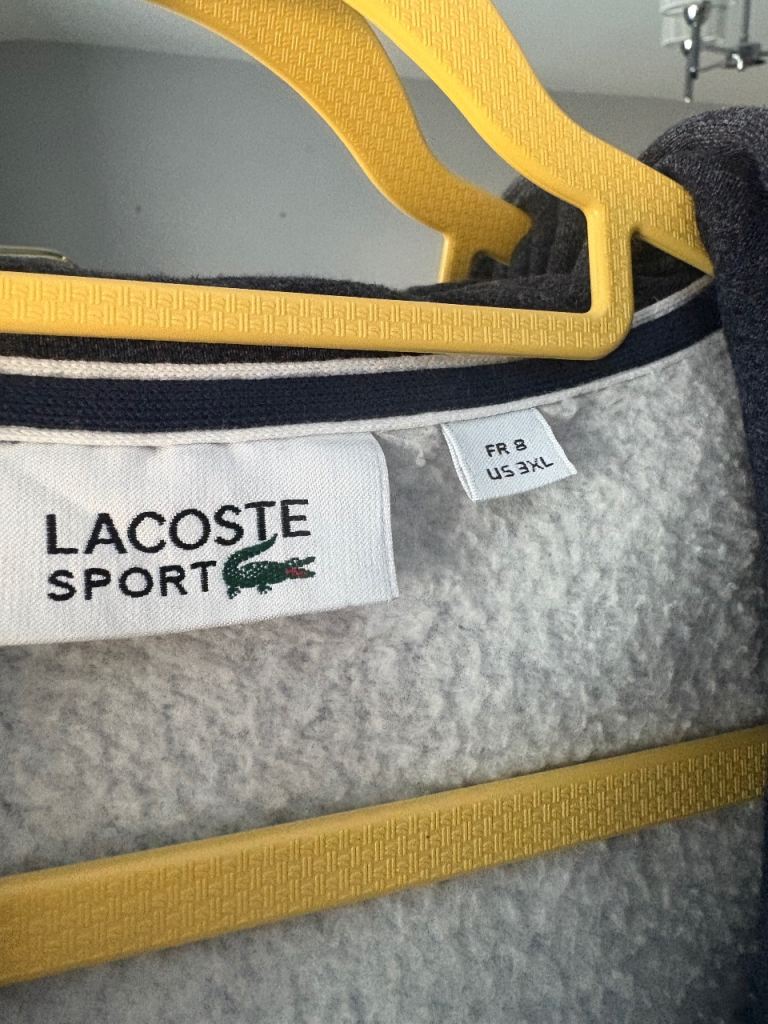 LACOSTE
SPORT
FR 8
US 3XL